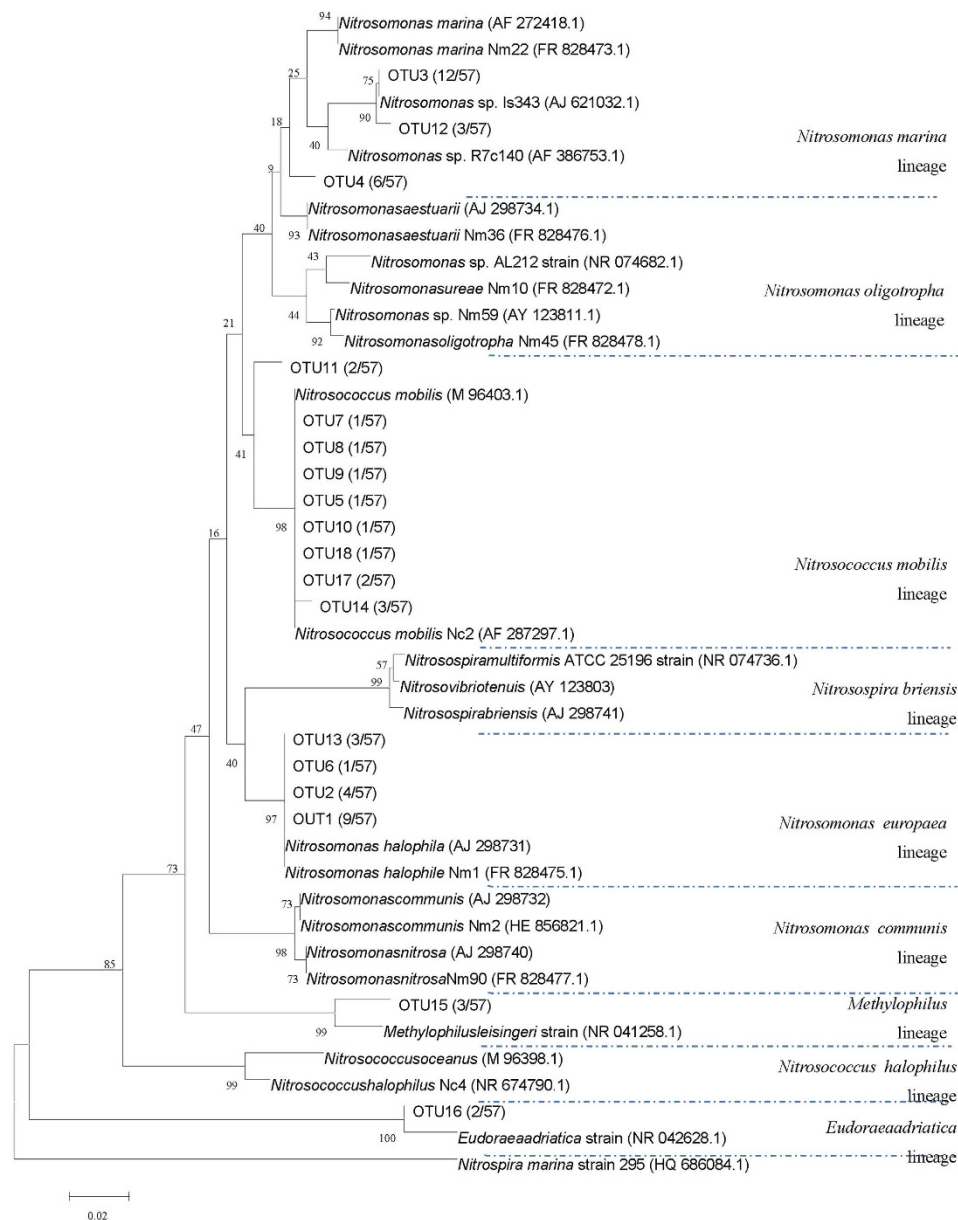 94
Nitrosomonas marina (AF 272418.1)
Nitrosomonas marina Nm22 (FR 828473.1)
25
75
OTU3 (12/57)
Nitrosomonas sp. Is343 (AJ 621032.1)
90
OTU12 (3/57)
18
40
Nitrosomonas sp. R7c140 (AF 386753.1)
Nitrosomonas marina
lineage
9
OTU4 (6/57)
Nitrosomonasaestuarii (AJ 298734.1)
93
Nitrosomonasaestuarii Nm36 (FR 828476.1)
40
43
Nitrosomonas sp. AL212 strain (NR 074682.1)
Nitrosomonasureae Nm10 (FR 828472.1)
44
Nitrosomonas sp. Nm59 (AY 123811.1)
92
Nitrosomonasoligotropha Nm45 (FR 828478.1)
Nitrosomonas oligotropha
lineage
21
OTU11 (2/57)
Nitrosococcus mobilis (M 96403.1)
OTU7 (1/57)
OTU8 (1/57)
41
OTU9 (1/57)
OTU5 (1/57)
98
OTU10 (1/57)
OTU18 (1/57)
OTU17 (2/57)
OTU14 (3/57)
Nitrosococcus mobilis Nc2 (AF 287297.1)
Nitrosococcus mobilis
lineage
16
57
Nitrosospiramultiformis ATCC 25196 strain (NR 074736.1)
99
Nitrosovibriotenuis (AY 123803)
Nitrosospirabriensis (AJ 298741)
Nitrosospira briensis
lineage
47
40
OTU13 (3/57)
OTU6 (1/57)
OTU2 (4/57)
97
OUT1 (9/57)
Nitrosomonas halophila (AJ 298731)
Nitrosomonas halophile Nm1 (FR 828475.1)
Nitrosomonas europaea
lineage
73
73
Nitrosomonascommunis (AJ 298732)
Nitrosomonascommunis Nm2 (HE 856821.1)
98
Nitrosomonasnitrosa (AJ 298740)
73
NitrosomonasnitrosaNm90 (FR 828477.1)
Nitrosomonas communis
lineage
85
OTU15 (3/57)
99
Methylophilusleisingeri strain (NR 041258.1)
Methylophilus
lineage
Nitrosococcusoceanus (M 96398.1)
99
Nitrosococcushalophilus Nc4 (NR 674790.1)
Nitrosococcus halophilus
lineage
OTU16 (2/57)
100
Eudoraeaadriatica strain (NR 042628.1)
Eudoraeaadriatica
lineage
Nitrospira marina strain 295 (HQ 686084.1)
0.02